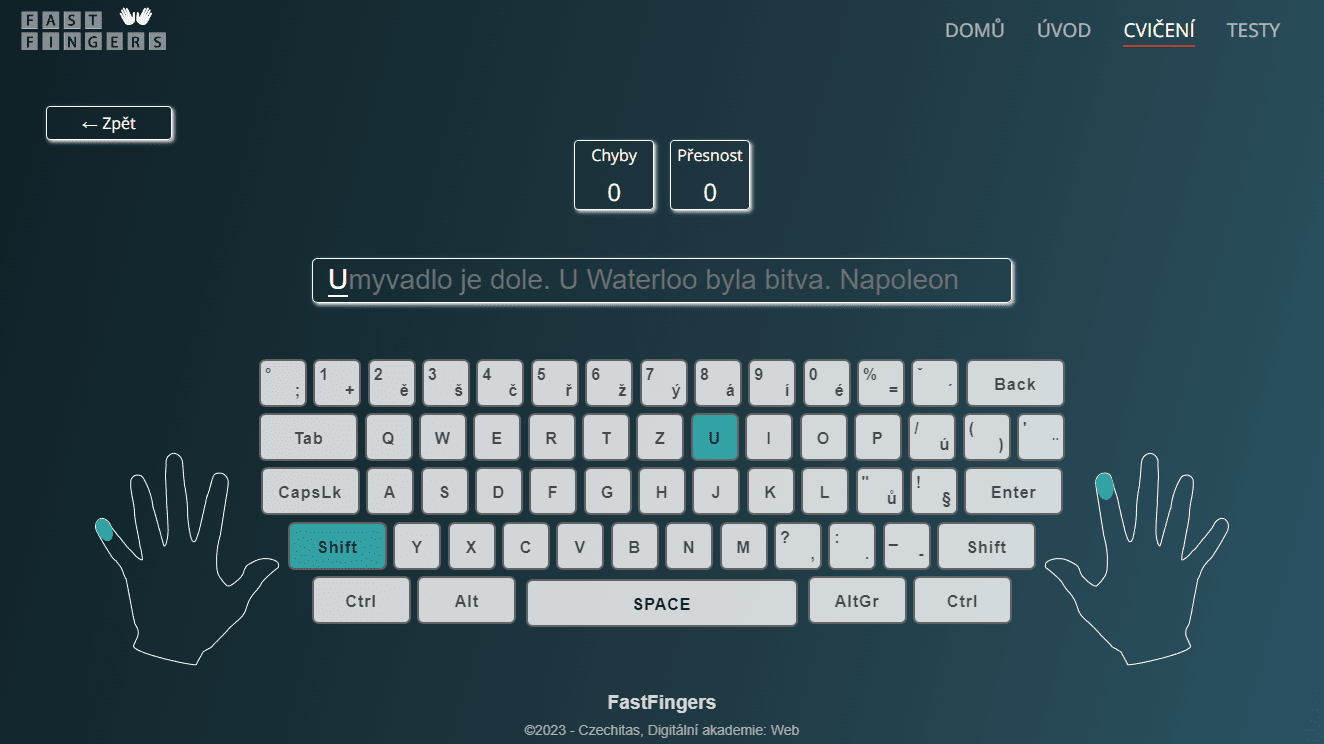 FAST
FINGERS
DOMŮ ÚVOD CVIČENÍ TESTY
← Zpět
Chyby Přesnost
0 0
Umyvadlo je dole. U Waterloo byla bitva. Napoleon
° ; 1 + 2 ě 3 š 4 č 5 ř 6 ž 7 ý 8 á 9 í 0 é % = ˇ ´ Back
Tab Q W E R T Z U I O P / ú ( ) ' ¨
CapsLk A S D F G H J K L " ů ! § Enter
Shift Y X C V B N M ? , : . – - Shift
Ctrl Alt SPACE AltGr Ctrl
FastFingers
©2023 - Czechitas, Digitální akademie: Web